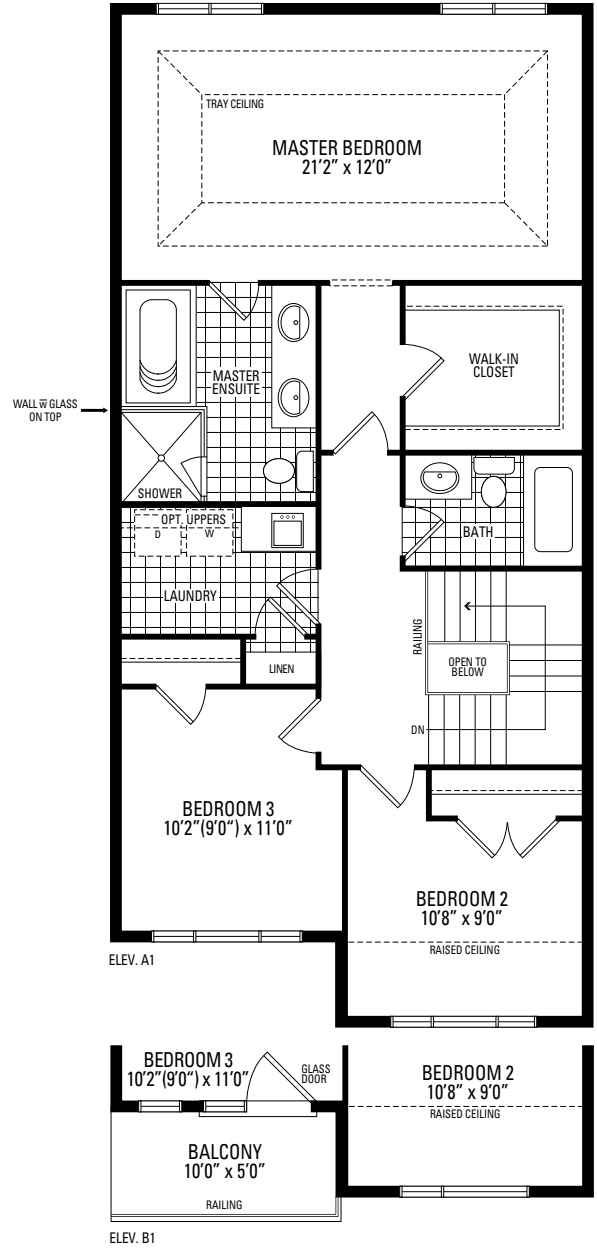 TRAY CEILING
MASTER BEDROOM
21'2" x 12'0"
WALL w̅ GLASS
ON TOP
MASTER
ENSUITE
WALK-IN
CLOSET
SHOWER
OPT. UPPERS
D
W
BATH
LAUNDRY
LINEN
RAILING
OPEN TO
BELOW
DN
BEDROOM 3
10'2"(9'0") x 11'0"
BEDROOM 2
10'8" x 9'0"
RAISED CEILING
ELEV. A1
BEDROOM 3
10'2"(9'0") x 11'0"
GLASS
DOOR
BEDROOM 2
10'8" x 9'0"
RAISED CEILING
BALCONY
10'0" x 5'0"
RAILING
ELEV. B1